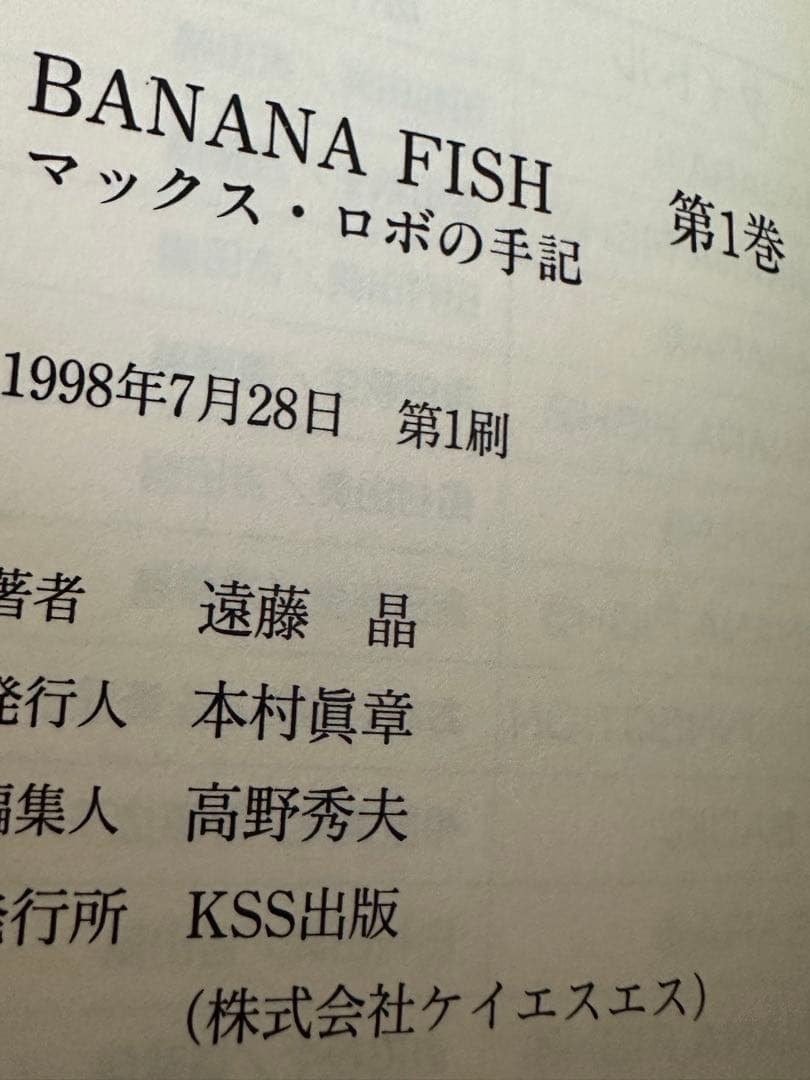 BANANA FISH
マックス・ロボの手記 第1巻
1998年7月28日 第1刷
著者 遠藤 晶
発行人 本村眞章
編集人 高野秀夫
発行所 KSS出版
(株式会社ケイエスエス)